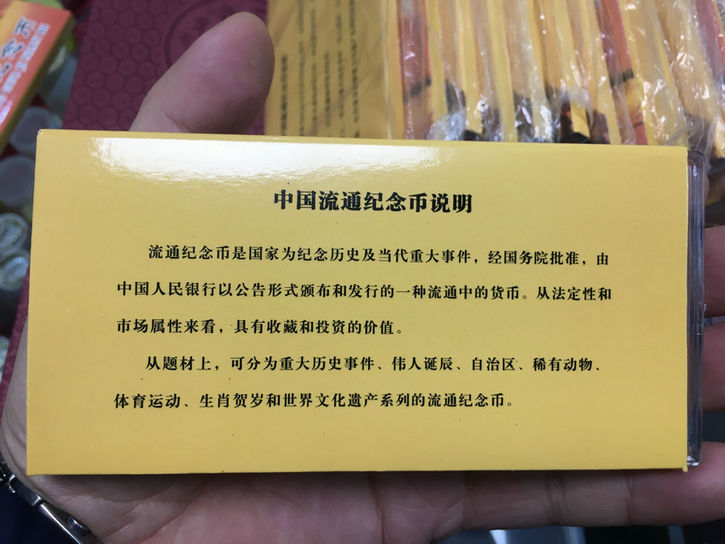 中国流通纪念币说明
流通纪念币是国家为纪念历史及当代重大事件，经国务院批准，由
中国人民银行以公告形式颁布和发行的一种流通中的货币。从法定性和
市场属性来看，具有收藏和投资的价值。
从题材上，可分为重大历史事件、伟人诞辰、自治区、稀有动物、
体育运动、生肖贺岁和世界文化遗产系列的流通纪念币。